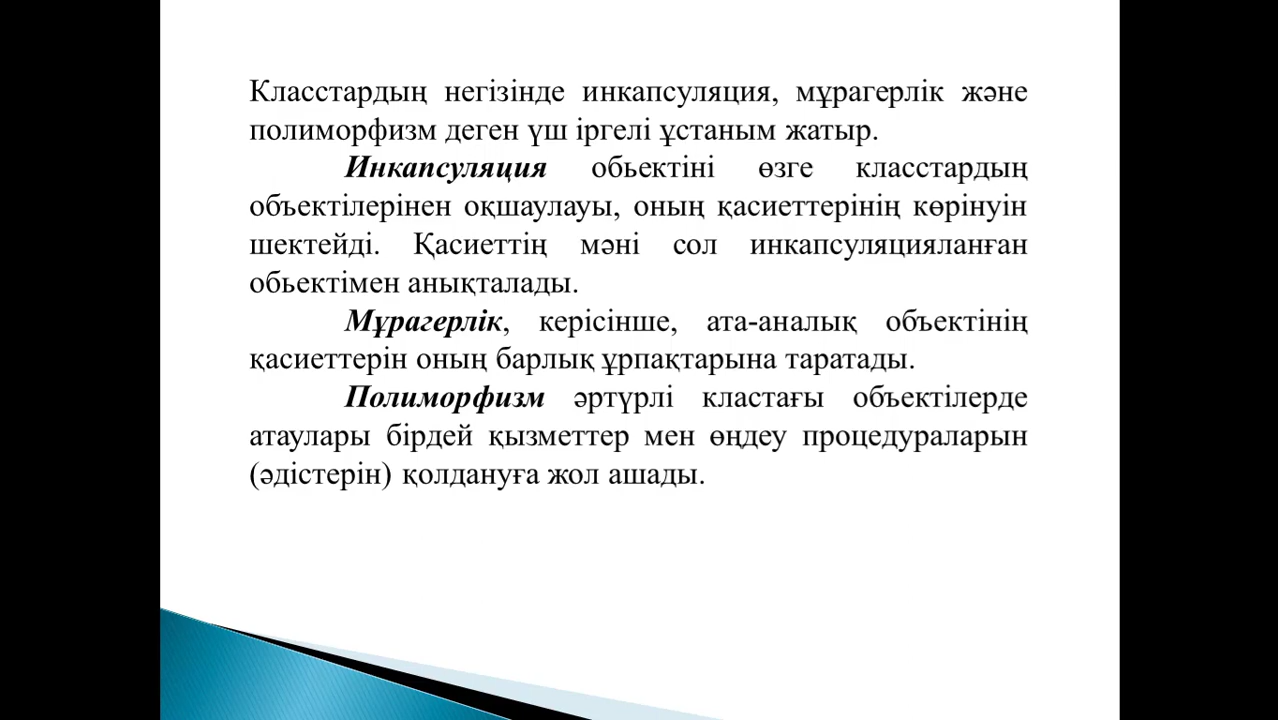 Класстардың негізінде инкапсуляция, мұрагерлік және
полиморфизм деген үш іргелі ұстаным жатыр.
Инкапсуляция обьектіні өзге класстардың
объектілерінен оқшаулауы, оның қасиеттерінің көрінуін
шектейді. Қасиеттің мәні сол инкапсуляцияланған
обьектімен анықталады.
Мұрагерлік, керісінше, ата-аналық объектінің
қасиеттерін оның барлық ұрпақтарына таратады.
Полиморфизм әртүрлі кластағы объектілерде
атаулары бірдей қызметтер мен өңдеу процедураларын
(әдістерін) қолдануға жол ашады.